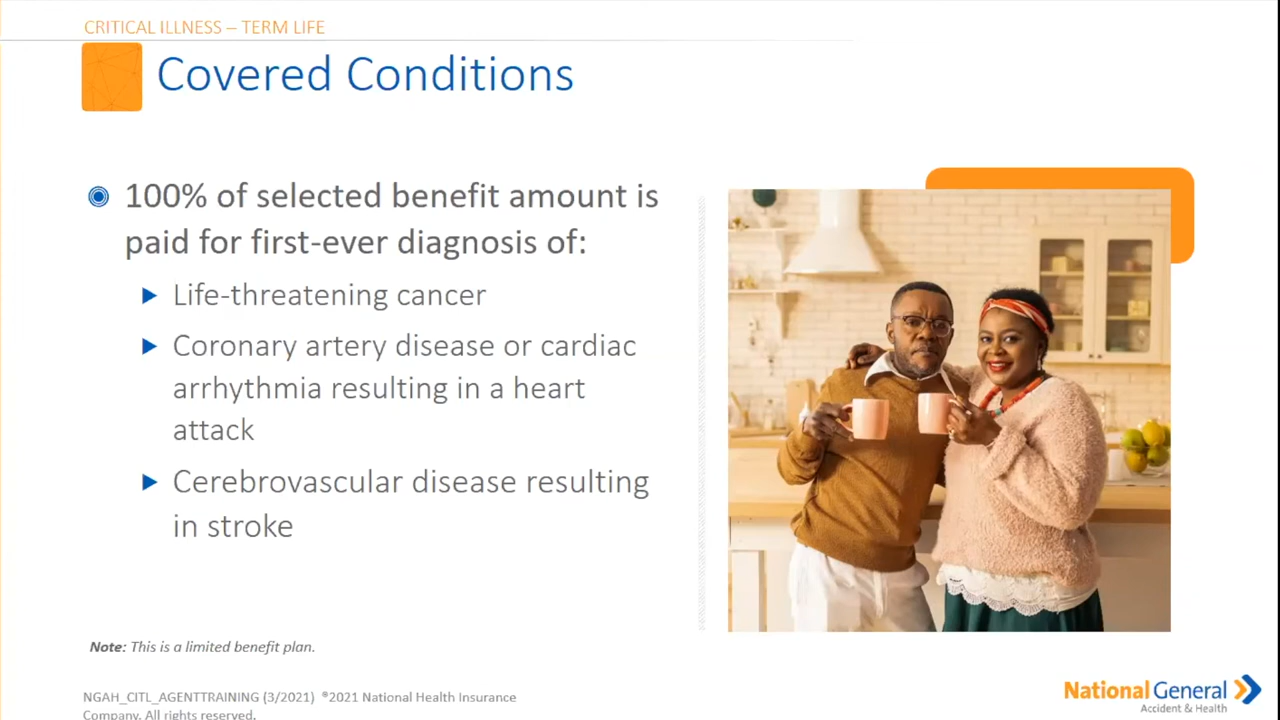 CRITICAL ILLNESS – TERM LIFE
Covered Conditions
100% of selected benefit amount is
paid for first-ever diagnosis of:
Life-threatening cancer
Coronary artery disease or cardiac
arrhythmia resulting in a heart
attack
Cerebrovascular disease resulting
in stroke
Note: This is a limited benefit plan.
NGAH_CITL_AGENTTRAINING (3/2021) ®2021 National Health Insurance
Company. All rights reserved.
National General
Accident & Health